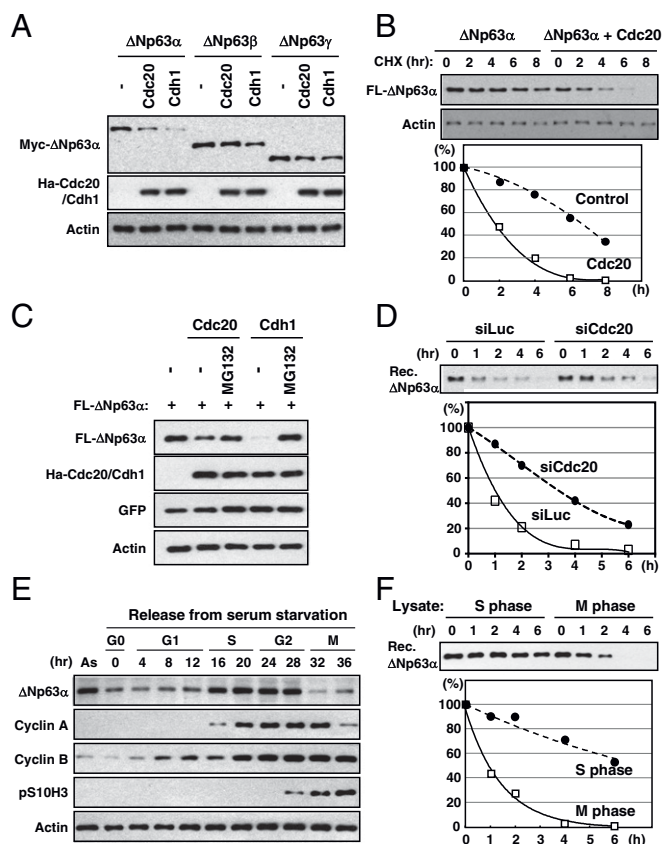 A
ΔNp63α ΔNp63β ΔNp63γ
- Cdc20 Cdh1 - Cdc20 Cdh1 - Cdc20 Cdh1
Myc-ΔNp63α
Ha-Cdc20
/Cdh1
Actin
B
ΔNp63α ΔNp63α + Cdc20
CHX (hr): 0 2 4 6 8 0 2 4 6 8
FL-ΔNp63α
Actin
(%)
100
80
60
40
20
0
Control
Cdc20
0 2 4 6 8 (h)
C
Cdc20 Cdh1
- - MG132 - MG132
FL-ΔNp63α: + + + + +
FL-ΔNp63α
Ha-Cdc20/Cdh1
GFP
Actin
D
siLuc siCdc20
(hr) 0 1 2 4 6 0 1 2 4 6
Rec.
ΔNp63α
(%)
100
80
60
40
20
0
siCdc20
siLuc
0 1 2 3 4 5 6 (h)
E
Release from serum starvation
G0 G1 S G2 M
(hr) As 0 4 8 12 16 20 24 28 32 36
ΔNp63α
Cyclin A
Cyclin B
pS10H3
Actin
F
Lysate: S phase M phase
(hr) 0 1 2 4 6 0 1 2 4 6
Rec.
ΔNp63α
(%)
100
80
60
40
20
0
S phase
M phase
0 1 2 3 4 5 6 (h)